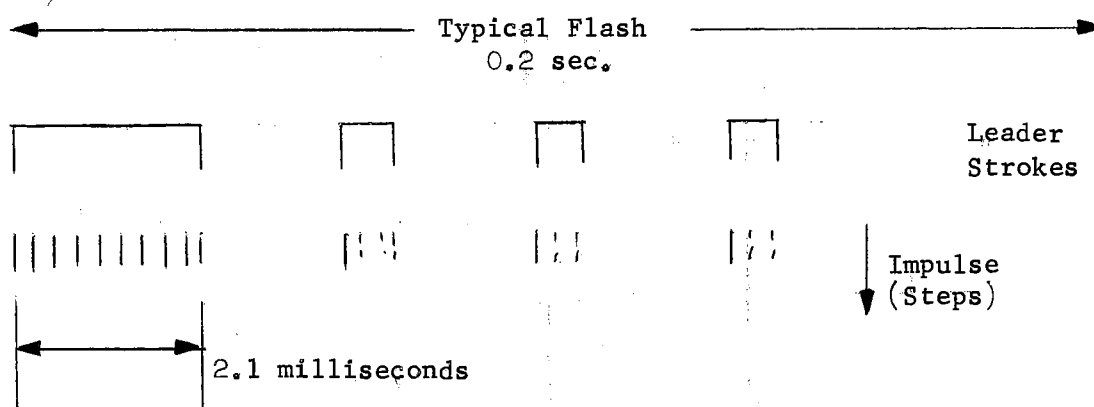 Typical Flash
0.2 sec.
Leader
Strokes
Impulse
(Steps)
2.1 milliseconds